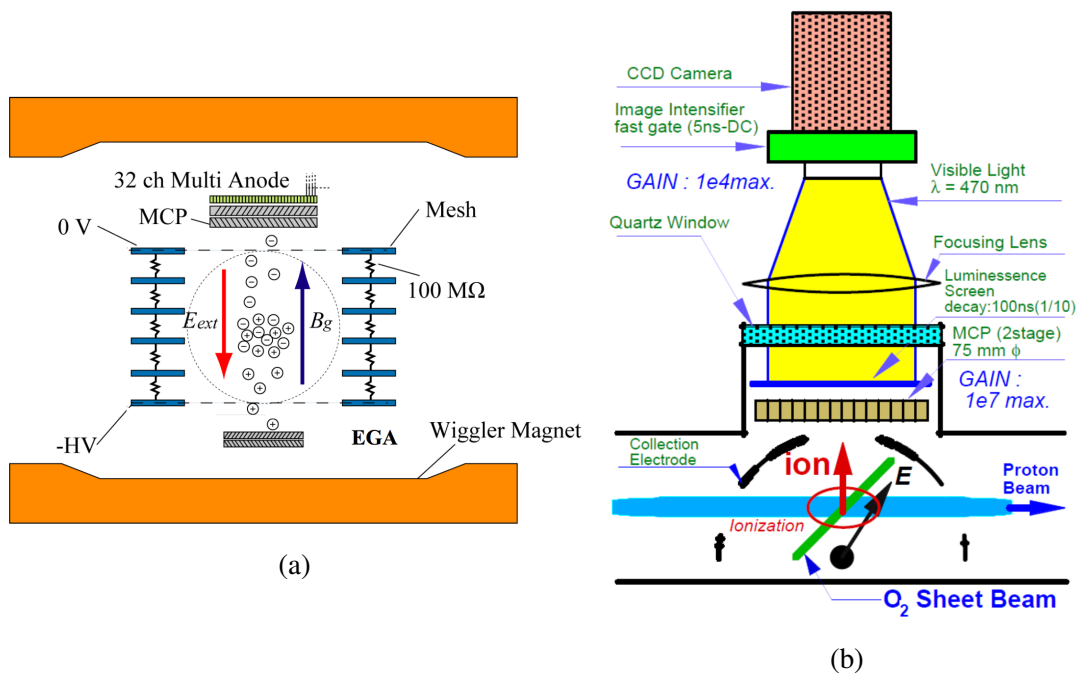 32 ch Multi Anode
MCP
0 V
Mesh
100 MΩ
E_ext
B_g
-HV
EGA
Wiggler Magnet
(a)
CCD Camera
Image Intensifier
fast gate (5ns-DC)
GAIN : 1e4max.
Visible Light
λ = 470 nm
Quartz Window
Focusing Lens
Luminessence
Screen
decay:100ns(1/10)
MCP (2stage)
75 mm ϕ
GAIN :
1e7 max.
Collection
Electrode
ion
E
Proton
Beam
Ionization
O₂ Sheet Beam
(b)